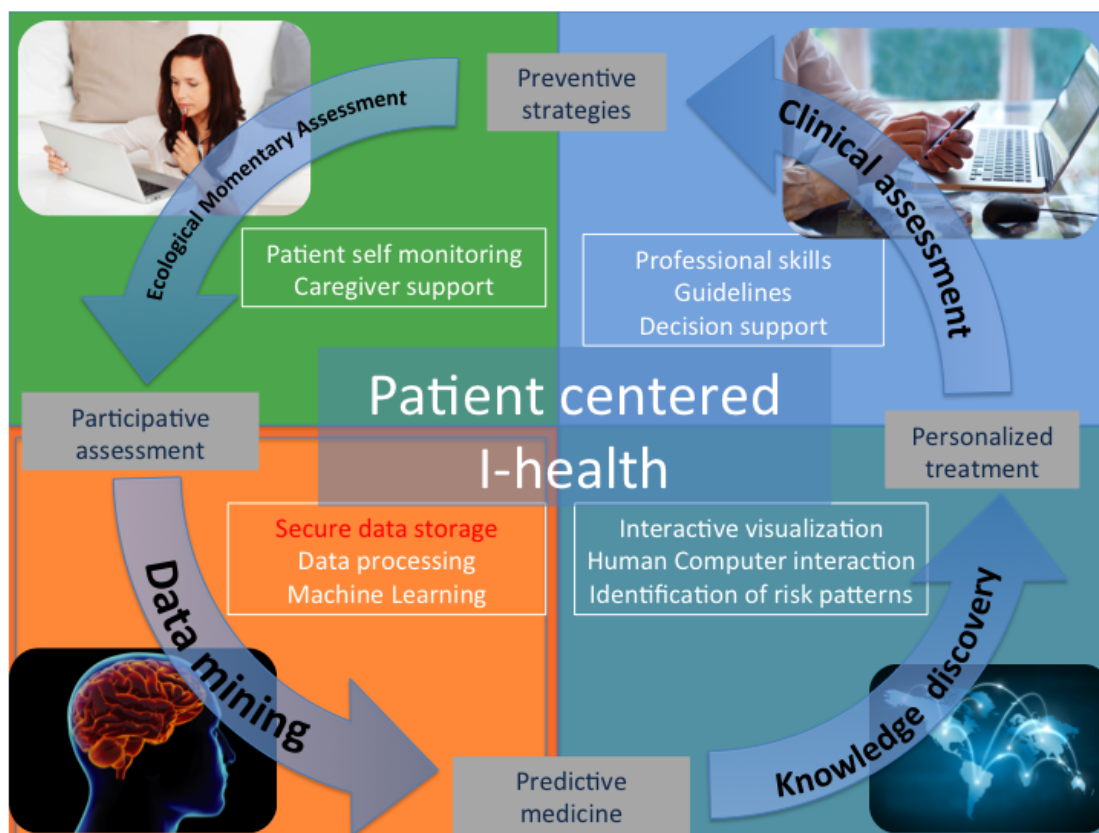 Preventive
strategies
Clinical assessment
Ecological Momentary Assessment
Patient self monitoring
Caregiver support
Professional skills
Guidelines
Decision support
Patient centered
I-health
Participative
assessment
Personalized
treatment
Secure data storage
Data processing
Machine Learning
Interactive visualization
Human Computer interaction
Identification of risk patterns
Data mining
Knowledge discovery
Predictive
medicine